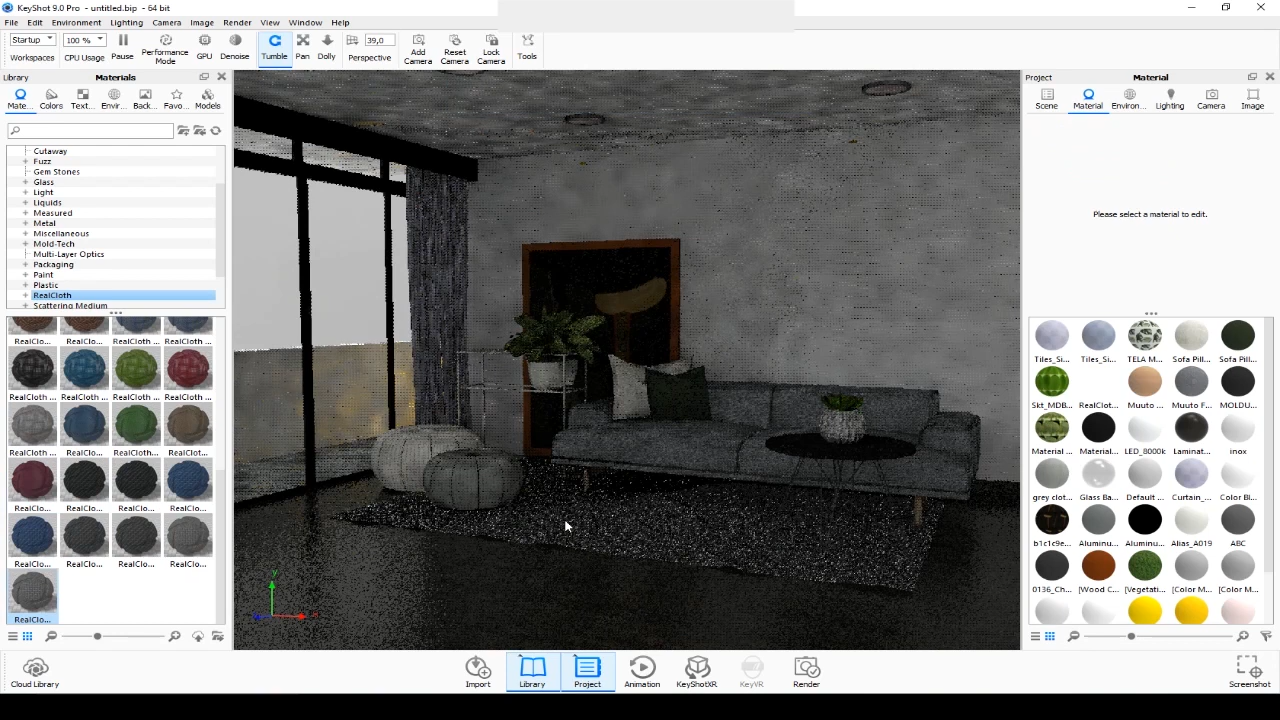 KeyShot 9.0 Pro - untitled.bip - 64 bit
File Edit Environment Lighting Camera Image Render View Window Help
Startup 100 % 39,0
Workspaces CPU Usage Pause Performance Mode GPU Denoise Tumble Pan Dolly Perspective Add Camera Reset Camera Lock Camera Tools
Library Materials
Mate... Colors Text... Envir... Back... Favo... Models
Cutaway
Fuzz
Gem Stones
Glass
Light
Liquids
Measured
Metal
Miscellaneous
Mold-Tech
Multi-Layer Optics
Packaging
Paint
Plastic
RealCloth
Scattering Medium
RealClo... RealCloth ... RealClo... RealCloth ...
RealCloth ... RealCloth ... RealCloth ... RealCloth ...
RealCloth ... RealClo... RealClo... RealClo...
RealClo... RealClo... RealClo... RealClo...
RealClo... RealClo... RealClo... RealClo...
RealClo...
Project Material
Scene Material Environ... Lighting Camera Image
Please select a material to edit.
Tiles_Si... Tiles_Si... TELA M... Sofa Pill... Sofa Pill...
Skt_MDB... RealClot... Muuto ... Muuto F... MOLDU...
Material ... Material... LED_8000k Laminat... inox
grey clot... Glass Ba... Default ... Curtain_... Color Bl...
b1c1c9e... Aluminu... Aluminu... Alias_A019 ABC
0136_Ch... [Wood C... [Vegetati... [Color M... [Color M...
Cloud Library Import Library Project Animation KeyShotXR KeyVR Render Screenshot